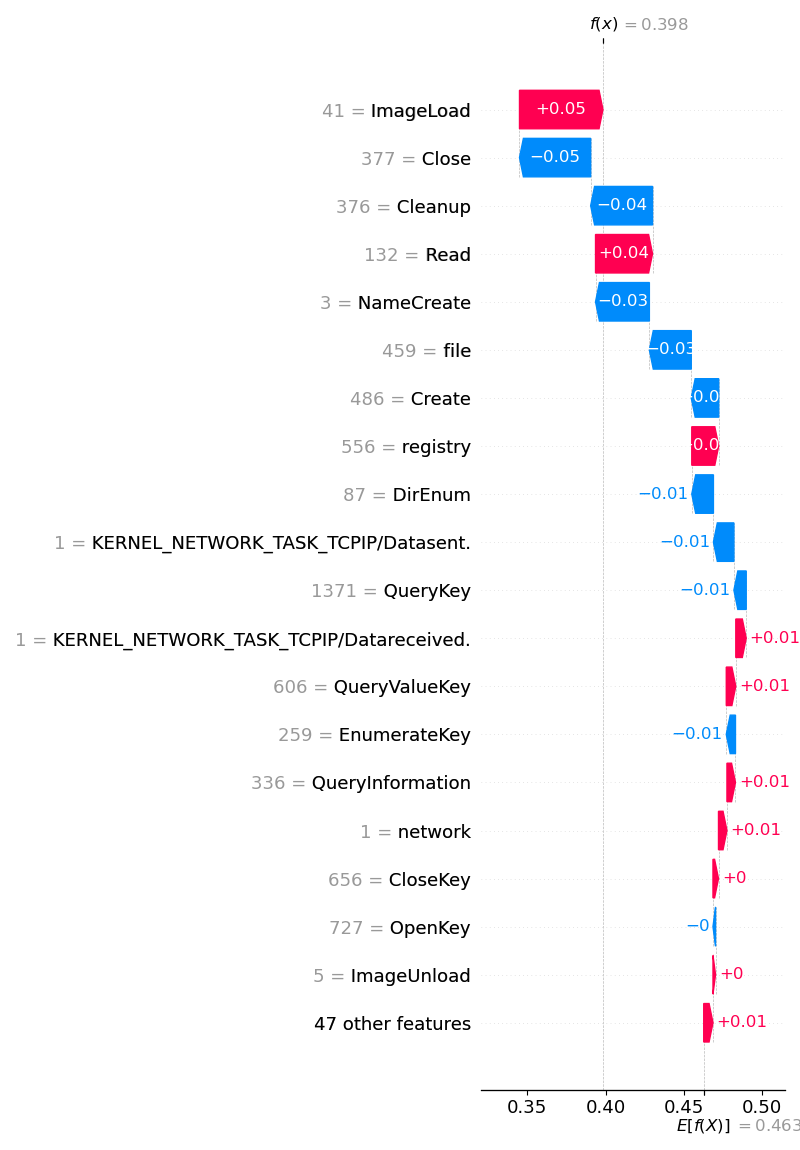 f(x) = 0.398
41 = ImageLoad +0.05
377 = Close −0.05
376 = Cleanup −0.04
132 = Read +0.04
3 = NameCreate −0.03
459 = file −0.03
486 = Create
556 = registry
87 = DirEnum −0.01
1 = KERNEL_NETWORK_TASK_TCPIP/Datasent. −0.01
1371 = QueryKey −0.01
1 = KERNEL_NETWORK_TASK_TCPIP/Datareceived. +0.01
606 = QueryValueKey +0.01
259 = EnumerateKey −0.01
336 = QueryInformation +0.01
1 = network +0.01
656 = CloseKey +0
727 = OpenKey −0
5 = ImageUnload +0
47 other features +0.01
0.35 0.40 0.45 0.50
E[f(X)] = 0.463